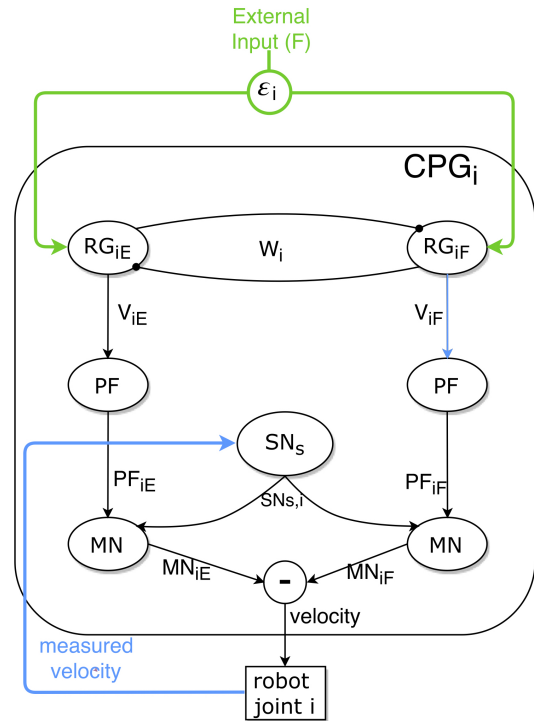 External
Input (F)
εi
CPGi
RGiE
Wi
RGiF
ViE
ViF
PF
PF
SNs
PFiE
SNs,i
PFiF
MN
MN
MNiE
-
MNiF
velocity
measured
velocity
robot
joint i